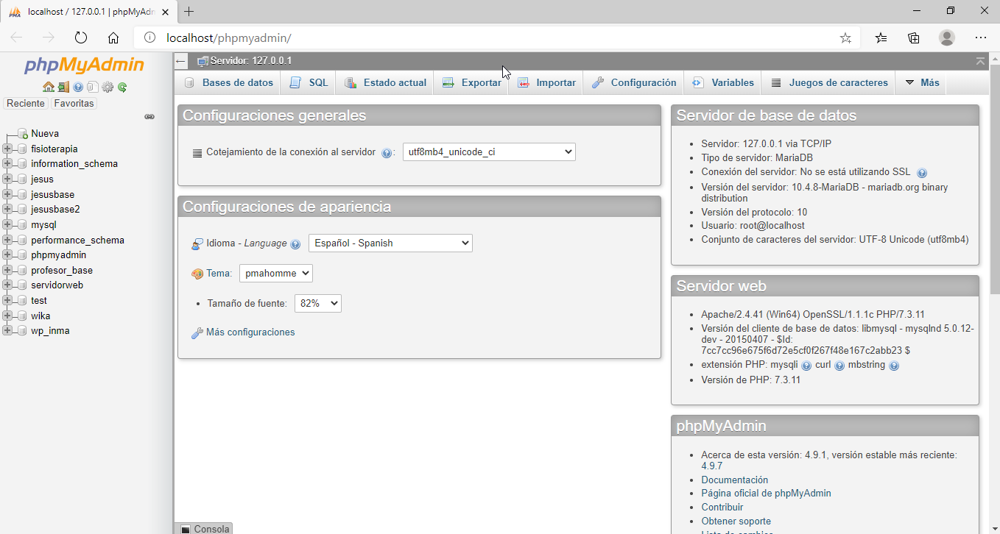 localhost / 127.0.0.1 | phpMyAdm
localhost/phpmyadmin/
phpMyAdmin
Reciente Favoritas
Nueva
fisioterapia
information_schema
jesus
jesusbase
jesusbase2
mysql
performance_schema
phpmyadmin
profesor_base
servidorweb
test
wika
wp_inma
Servidor: 127.0.0.1
Bases de datos SQL Estado actual Exportar Importar Configuración Variables Juegos de caracteres Más
Configuraciones generales
Cotejamiento de la conexión al servidor : utf8mb4_unicode_ci
Configuraciones de apariencia
Idioma - Language Español - Spanish
Tema: pmahomme
• Tamaño de fuente: 82%
Más configuraciones
Servidor de base de datos
• Servidor: 127.0.0.1 via TCP/IP
• Tipo de servidor: MariaDB
• Conexión del servidor: No se está utilizando SSL
• Versión del servidor: 10.4.8-MariaDB - mariadb.org binary
distribution
• Versión del protocolo: 10
• Usuario: root@localhost
• Conjunto de caracteres del servidor: UTF-8 Unicode (utf8mb4)
Servidor web
• Apache/2.4.41 (Win64) OpenSSL/1.1.1c PHP/7.3.11
• Versión del cliente de base de datos: libmysql - mysqlnd 5.0.12-
dev - 20150407 - $Id:
7cc7cc96e675f6d72e5cf0f267f48e167c2abb23 $
• extensión PHP: mysqli curl mbstring
• Versión de PHP: 7.3.11
phpMyAdmin
• Acerca de esta versión: 4.9.1, versión estable más reciente:
4.9.7
• Documentación
• Página oficial de phpMyAdmin
• Contribuir
• Obtener soporte
• Lista de cambios
Consola